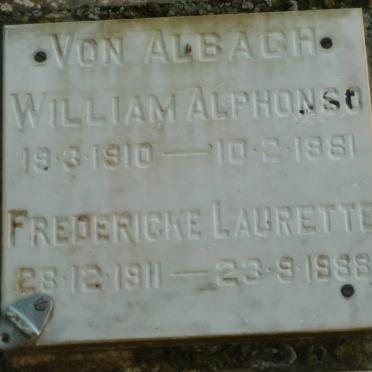 VON ALBACH
WILLIAM ALPHONSO
19·3·1910 — 10·2·1981
FREDERICKE LAURETTE
28·12·1911 — 23·9·1988